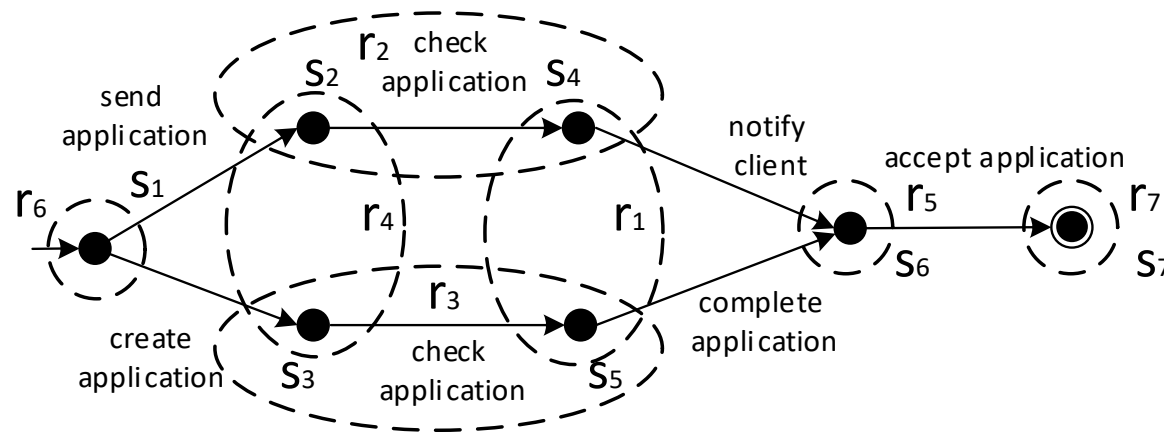 r2
check
application
s2
s4
send
application
notify
client
accept application
s1
r6
r4
r1
r5
r7
s6
s7
r3
complete
application
create
application
check
application
s3
s5